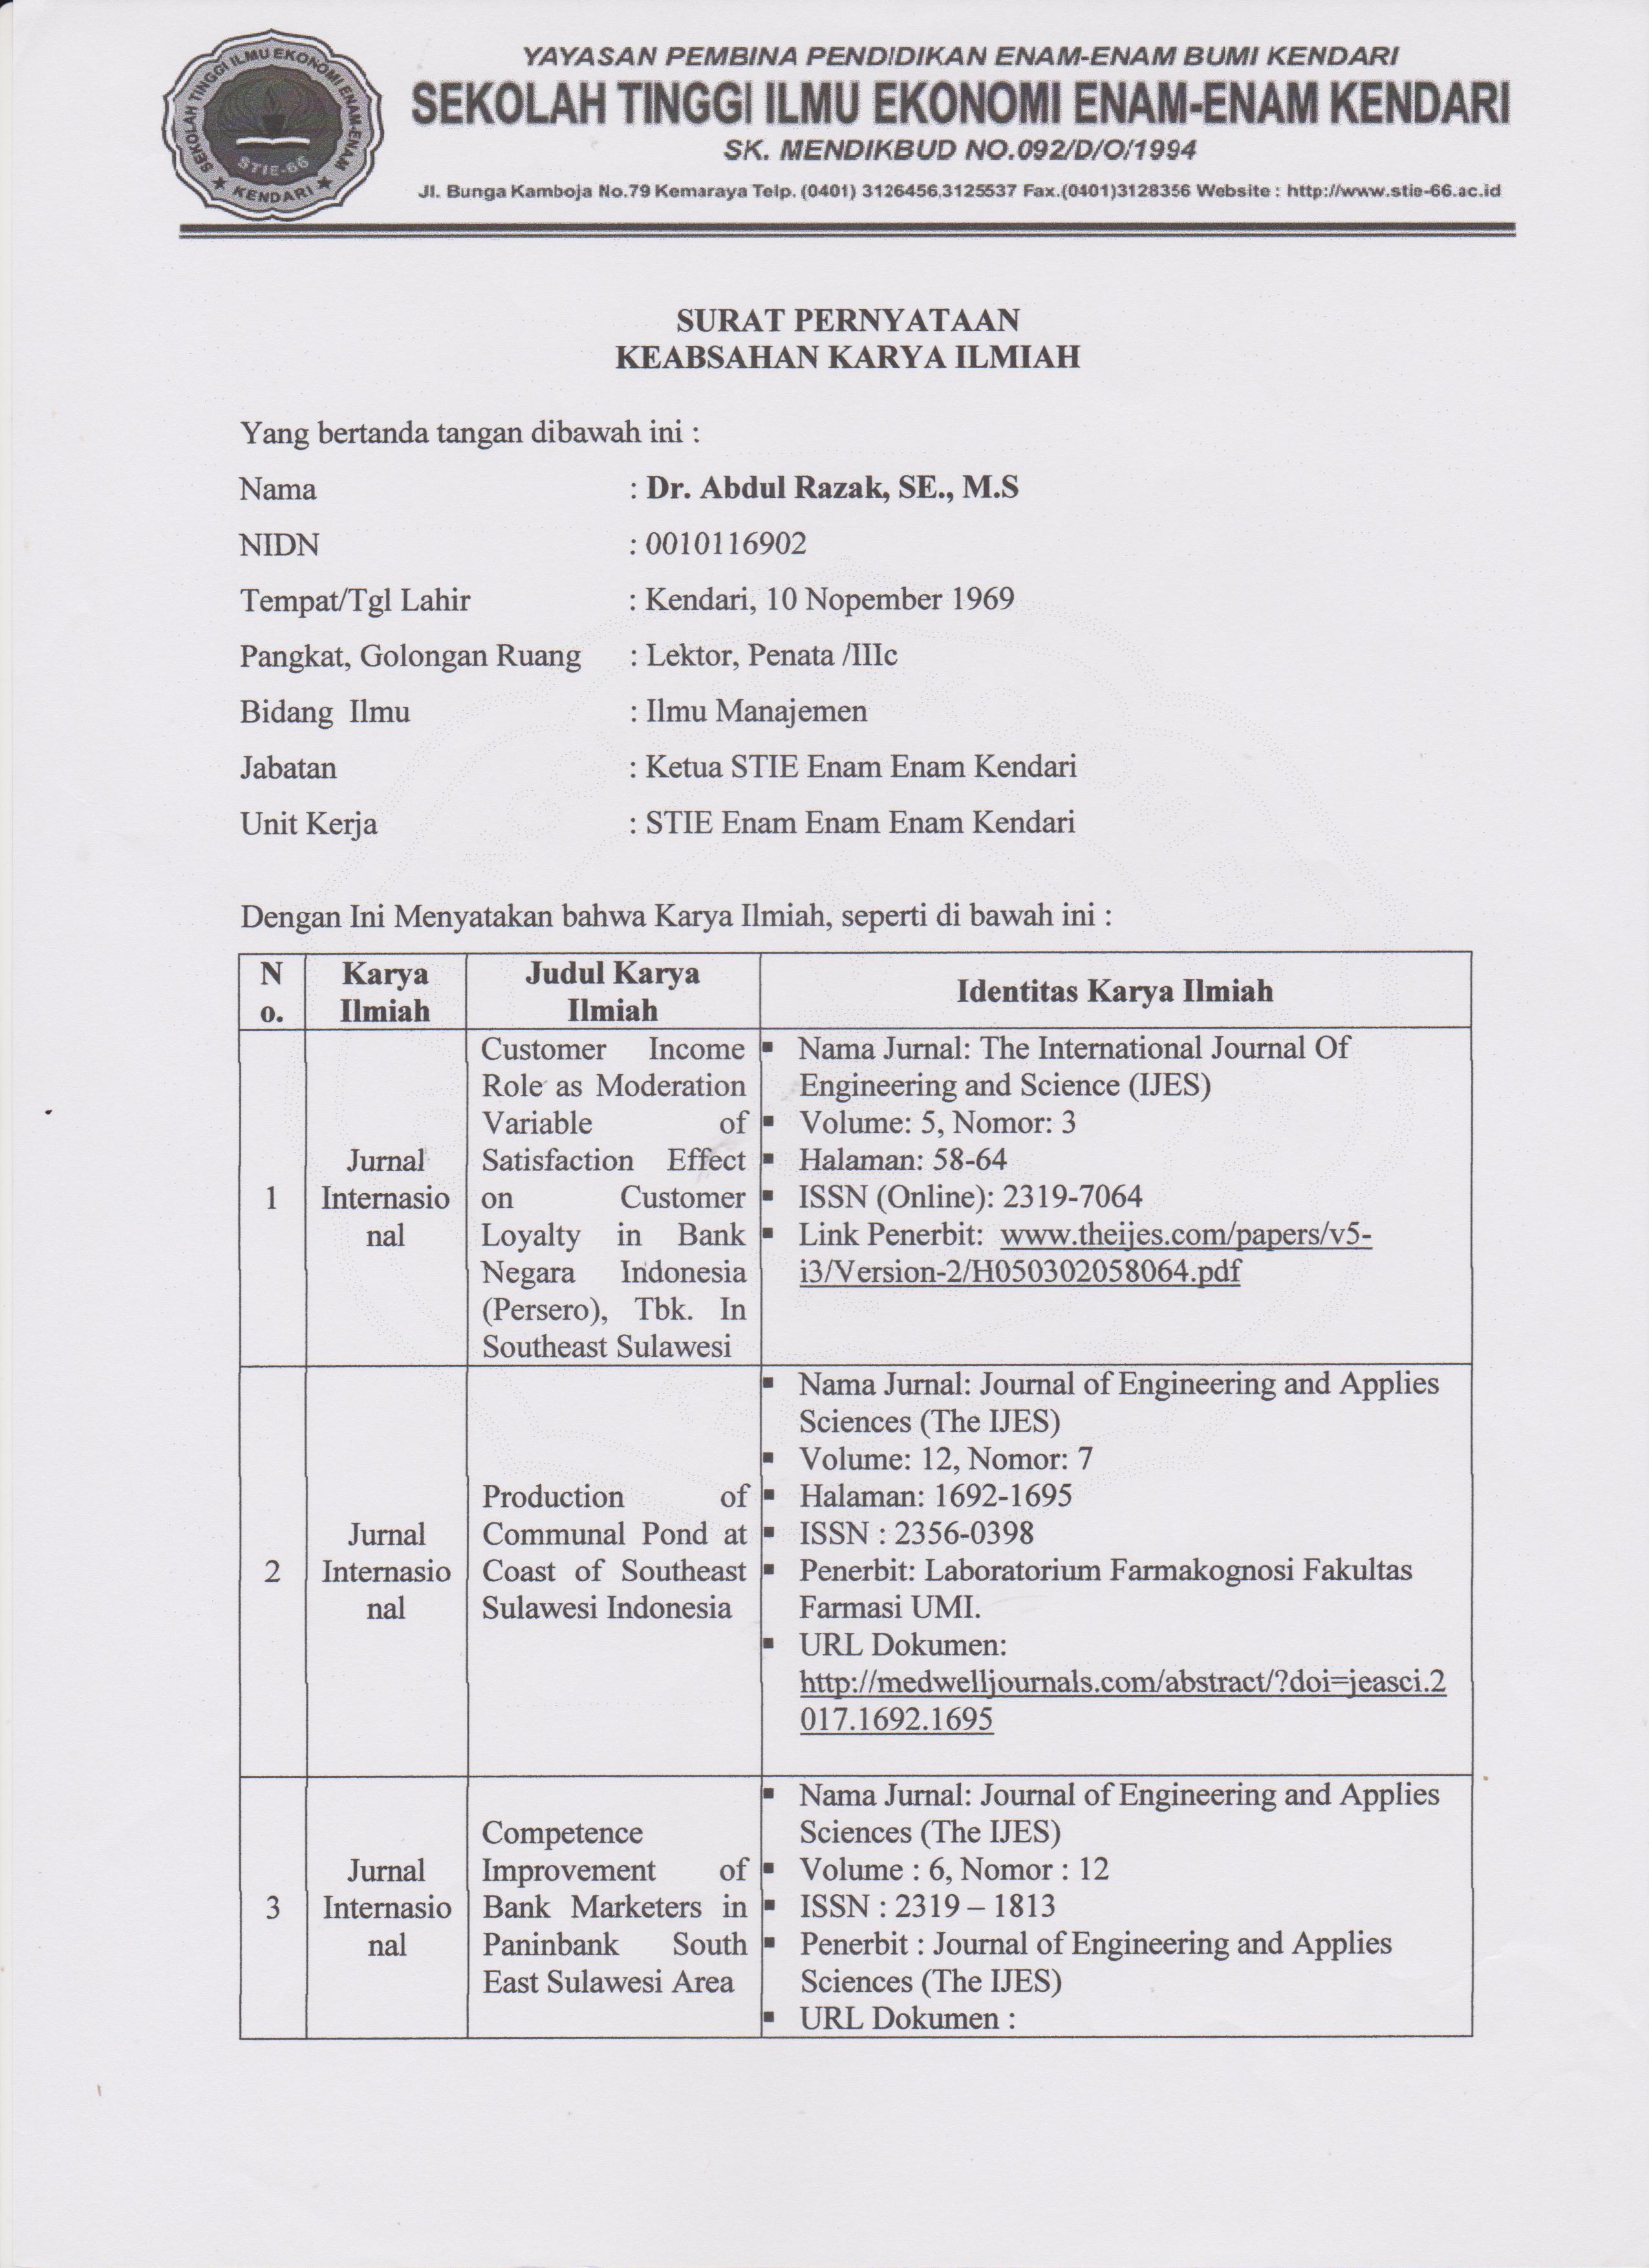 SEKOLAH TINGGI ILMU EKONOMI ENAM-ENAM
STIE-66
KENDARI
YAYASAN PEMBINA PENDIDIKAN ENAM-ENAM BUMI KENDARI
SEKOLAH TINGGI ILMU EKONOMI ENAM-ENAM KENDARI
SK. MENDIKBUD NO.092/D/O/1994
Jl. Bunga Kamboja No.79 Kemaraya Telp. (0401) 3126456,3125537 Fax.(0401)3128356 Website : http://www.stie-66.ac.id
SURAT PERNYATAAN
KEABSAHAN KARYA ILMIAH
Yang bertanda tangan dibawah ini :
Nama : Dr. Abdul Razak, SE., M.S
NIDN : 0010116902
Tempat/Tgl Lahir : Kendari, 10 Nopember 1969
Pangkat, Golongan Ruang : Lektor, Penata /IIIc
Bidang Ilmu : Ilmu Manajemen
Jabatan : Ketua STIE Enam Enam Kendari
Unit Kerja : STIE Enam Enam Enam Kendari
Dengan Ini Menyatakan bahwa Karya Ilmiah, seperti di bawah ini :
N
o.
Karya
Ilmiah
Judul Karya
Ilmiah
Identitas Karya Ilmiah
1
Jurnal
Internasio
nal
Customer Income
Role as Moderation
Variable of
Satisfaction Effect
on Customer
Loyalty in Bank
Negara Indonesia
(Persero), Tbk. In
Southeast Sulawesi
▪ Nama Jurnal: The International Journal Of
Engineering and Science (IJES)
▪ Volume: 5, Nomor: 3
▪ Halaman: 58-64
▪ ISSN (Online): 2319-7064
▪ Link Penerbit: www.theijes.com/papers/v5-
i3/Version-2/H050302058064.pdf
2
Jurnal
Internasio
nal
Production of
Communal Pond at
Coast of Southeast
Sulawesi Indonesia
▪ Nama Jurnal: Journal of Engineering and Applies
Sciences (The IJES)
▪ Volume: 12, Nomor: 7
▪ Halaman: 1692-1695
▪ ISSN : 2356-0398
▪ Penerbit: Laboratorium Farmakognosi Fakultas
Farmasi UMI.
▪ URL Dokumen:
http://medwelljournals.com/abstract/?doi=jeasci.2
017.1692.1695
3
Jurnal
Internasio
nal
Competence
Improvement of
Bank Marketers in
Paninbank South
East Sulawesi Area
▪ Nama Jurnal: Journal of Engineering and Applies
Sciences (The IJES)
▪ Volume : 6, Nomor : 12
▪ ISSN : 2319 – 1813
▪ Penerbit : Journal of Engineering and Applies
Sciences (The IJES)
▪ URL Dokumen :